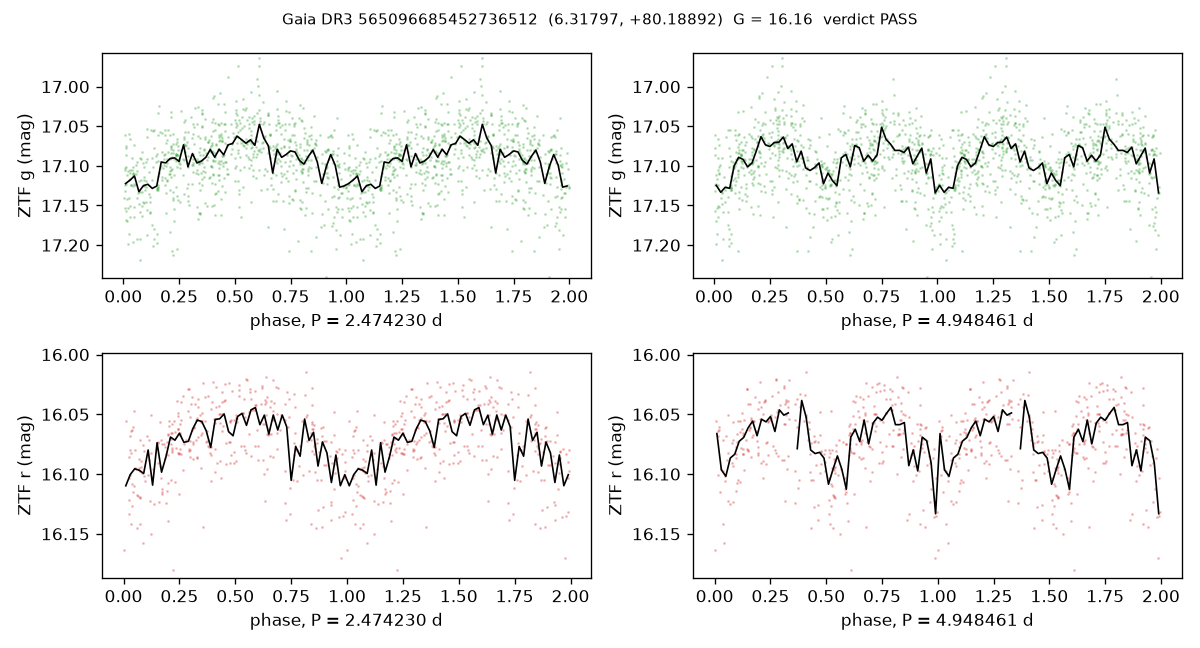 Gaia DR3 565096685452736512  (6.31797, +80.18892)  G = 16.16  verdict PASS
ZTF g (mag)
17.00
17.05
17.10
17.15
17.20
0.00 0.25 0.50 0.75 1.00 1.25 1.50 1.75 2.00
phase, P = 2.474230 d
ZTF g (mag)
17.00
17.05
17.10
17.15
17.20
0.00 0.25 0.50 0.75 1.00 1.25 1.50 1.75 2.00
phase, P = 4.948461 d
ZTF r (mag)
16.00
16.05
16.10
16.15
0.00 0.25 0.50 0.75 1.00 1.25 1.50 1.75 2.00
phase, P = 2.474230 d
ZTF r (mag)
16.00
16.05
16.10
16.15
0.00 0.25 0.50 0.75 1.00 1.25 1.50 1.75 2.00
phase, P = 4.948461 d